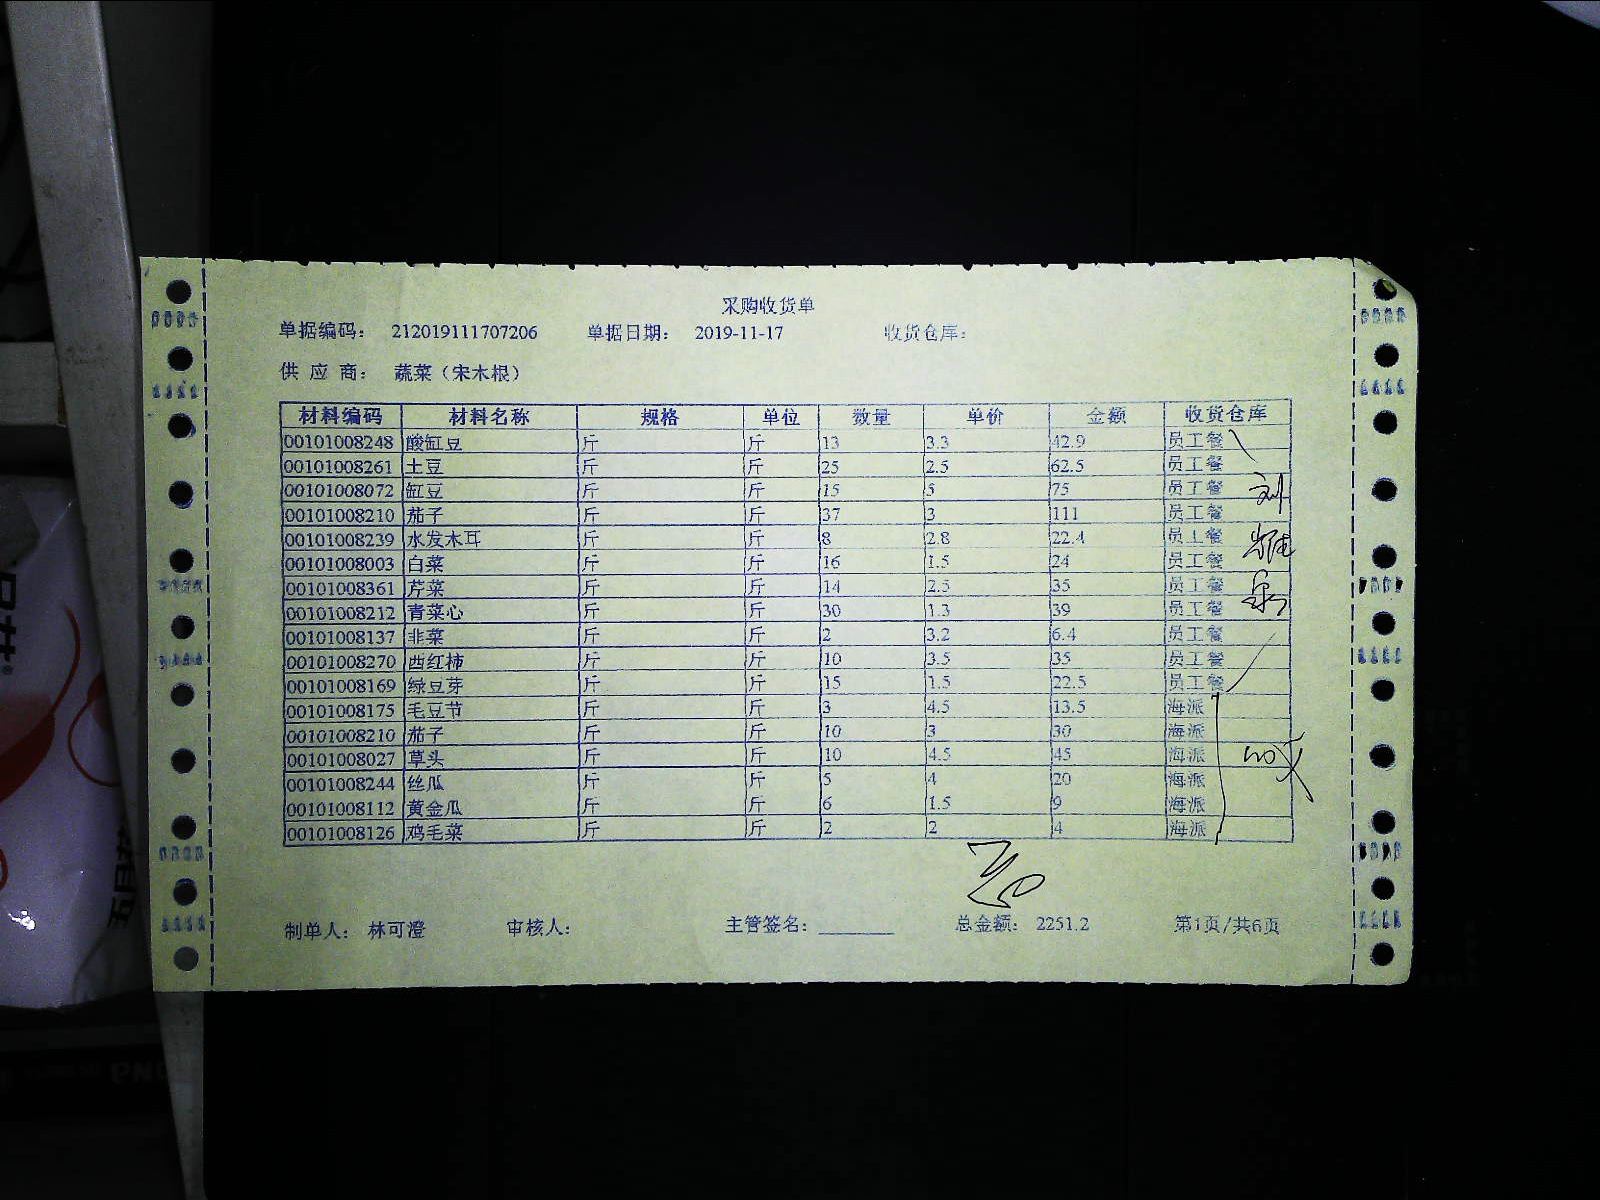 采购收货单
单据编码： 212019111707206 单据日期： 2019-11-17 收货仓库：
供 应 商： 蔬菜（宋木根）
材料编码 材料名称 规格 单位 数量 单价 金额 收货仓库
00101008248 酸缸豆 斤 斤 13 3.3 42.9 员工餐
00101008261 土豆 斤 斤 25 2.5 62.5 员工餐
00101008072 缸豆 斤 斤 15 5 75 员工餐
00101008210 茄子 斤 斤 37 3 111 员工餐
00101008239 水发木耳 斤 斤 8 2.8 22.4 员工餐
00101008003 白菜 斤 斤 16 1.5 24 员工餐
00101008361 芹菜 斤 斤 14 2.5 35 员工餐
00101008212 青菜心 斤 斤 30 1.3 39 员工餐
00101008137 韭菜 斤 斤 2 3.2 6.4 员工餐
00101008270 西红柿 斤 斤 10 3.5 35 员工餐
00101008169 绿豆芽 斤 斤 15 1.5 22.5 员工餐
00101008175 毛豆节 斤 斤 3 4.5 13.5 海派
00101008210 茄子 斤 斤 10 3 30 海派
00101008027 草头 斤 斤 10 4.5 45 海派
00101008244 丝瓜 斤 斤 5 4 20 海派
00101008112 黄金瓜 斤 斤 6 1.5 9 海派
00101008126 鸡毛菜 斤 斤 2 2 4 海派
制单人： 林可澄 审核人： 主管签名： 总金额： 2251.2 第1页/共6页